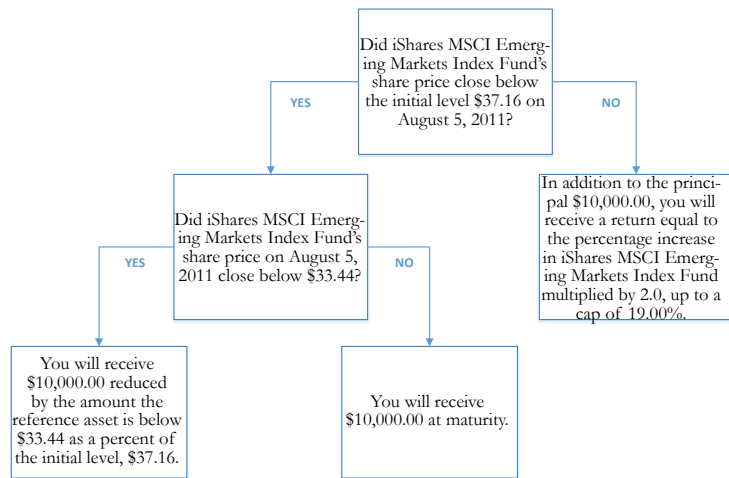 Did iShares MSCI Emerg-
ing Markets Index Fund's
share price close below
the initial level $37.16 on
August 5, 2011?
YES
NO
Did iShares MSCI Emerg-
ing Markets Index Fund's
share price on August 5,
2011 close below $33.44?
In addition to the princi-
pal $10,000.00, you will
receive a return equal to
the percentage increase
in iShares MSCI Emerg-
ing Markets Index Fund
multiplied by 2.0, up to a
cap of 19.00%.
YES
NO
You will receive
$10,000.00 reduced
by the amount the
reference asset is below
$33.44 as a percent of
the initial level, $37.16.
You will receive
$10,000.00 at maturity.